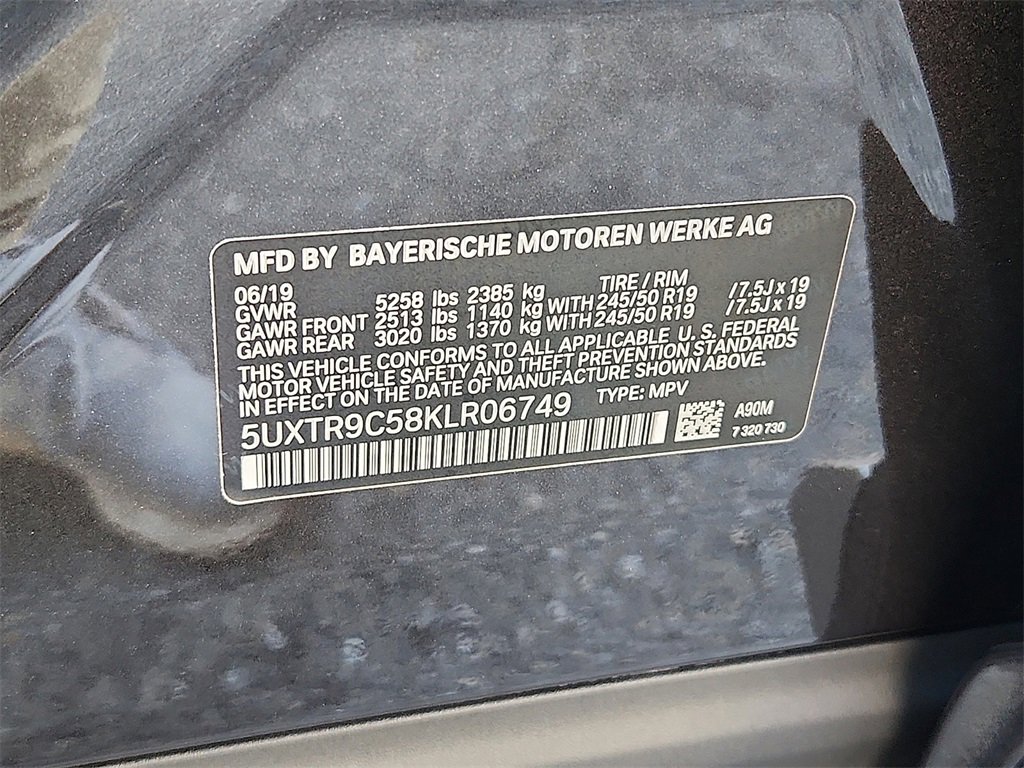 MFD BY BAYERISCHE MOTOREN WERKE AG
06/19 TIRE / RIM
GVWR 5258 lbs 2385 kg
GAWR FRONT 2513 lbs 1140 kg WITH 245/50 R19 /7.5J x 19
GAWR REAR 3020 lbs 1370 kg WITH 245/50 R19 /7.5J x 19
THIS VEHICLE CONFORMS TO ALL APPLICABLE U. S. FEDERAL
MOTOR VEHICLE SAFETY AND THEFT PREVENTION STANDARDS
IN EFFECT ON THE DATE OF MANUFACTURE SHOWN ABOVE.
5UXTR9C58KLR06749 TYPE: MPV
A90M
7 320 730